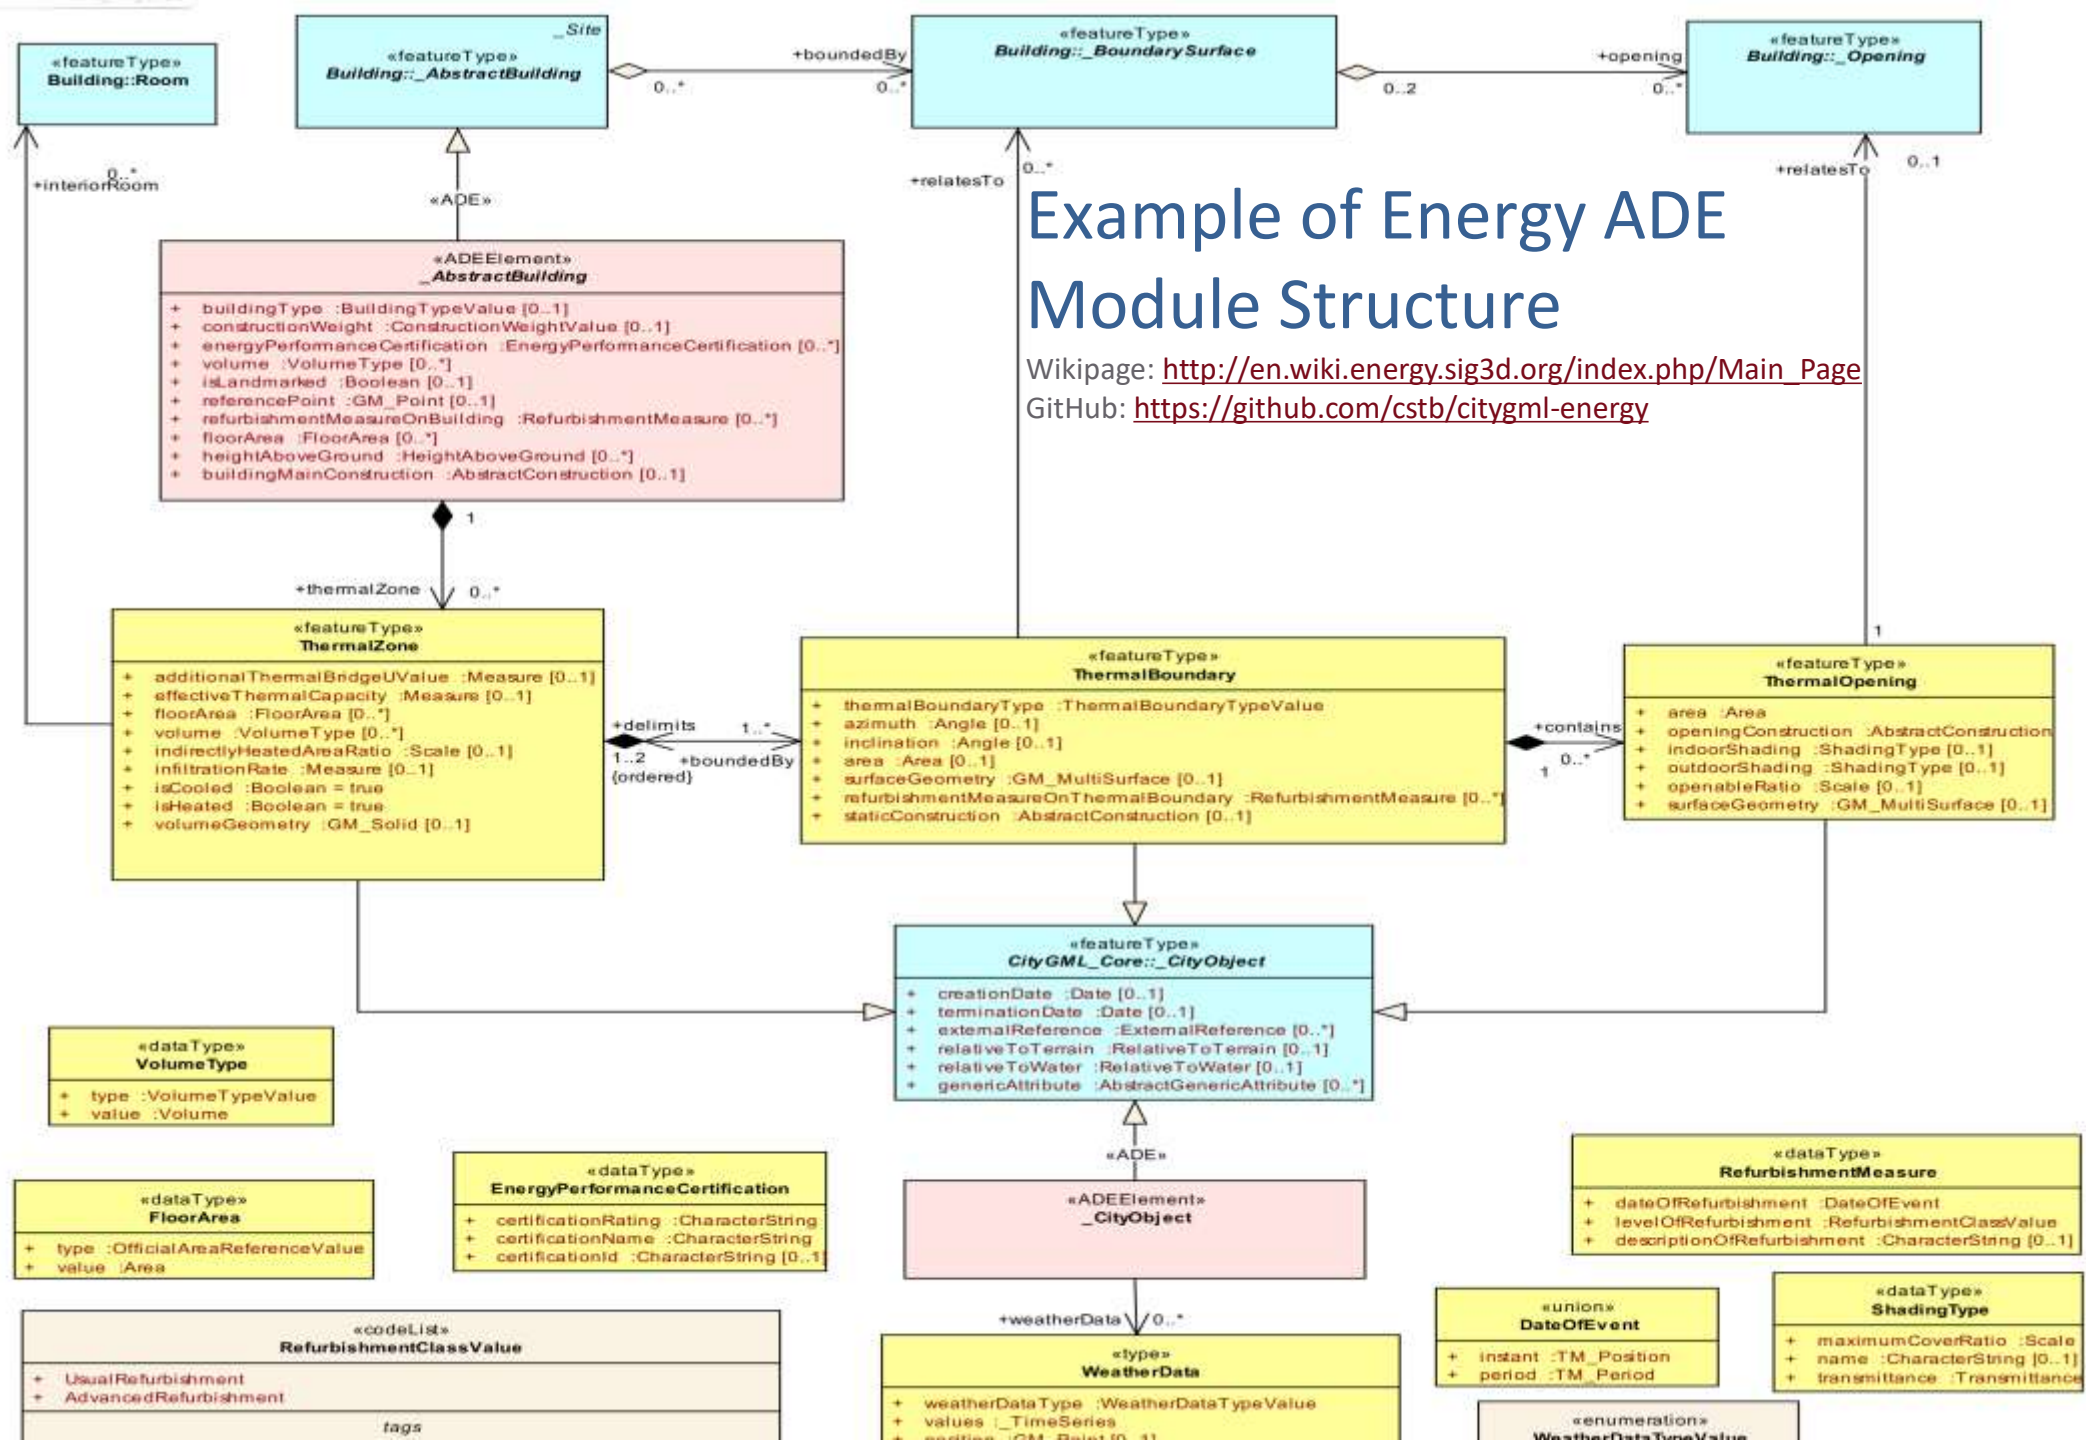 «featureType»
Building::Room
_Site
«featureType»
Building::_AbstractBuilding
0..*
+boundedBy
0..*
«featureType»
Building::_BoundarySurface
0..2
+opening
0..*
«featureType»
Building::_Opening
0..*
+interiorRoom
«ADE»
+relatesTo
0..*
+relatesTo
0..1
Example of Energy ADE
Module Structure
Wikipage: http://en.wiki.energy.sig3d.org/index.php/Main_Page
GitHub: https://github.com/cstb/citygml-energy
«ADEElement»
_AbstractBuilding
+ buildingType :BuildingTypeValue [0..1]
+ constructionWeight :ConstructionWeightValue [0..1]
+ energyPerformanceCertification :EnergyPerformanceCertification [0..*]
+ volume :VolumeType [0..*]
+ isLandmarked :Boolean [0..1]
+ referencePoint :GM_Point [0..1]
+ refurbishmentMeasureOnBuilding :RefurbishmentMeasure [0..*]
+ floorArea :FloorArea [0..*]
+ heightAboveGround :HeightAboveGround [0..*]
+ buildingMainConstruction :AbstractConstruction [0..1]
1
+thermalZone
0..*
«featureType»
ThermalZone
+ additionalThermalBridgeUValue :Measure [0..1]
+ effectiveThermalCapacity :Measure [0..1]
+ floorArea :FloorArea [0..*]
+ volume :VolumeType [0..*]
+ indirectlyHeatedAreaRatio :Scale [0..1]
+ infiltrationRate :Measure [0..1]
+ isCooled :Boolean = true
+ isHeated :Boolean = true
+ volumeGeometry :GM_Solid [0..1]
+delimits
1..*
1..2
+boundedBy
{ordered}
«featureType»
ThermalBoundary
+ thermalBoundaryType :ThermalBoundaryTypeValue
+ azimuth :Angle [0..1]
+ inclination :Angle [0..1]
+ area :Area [0..1]
+ surfaceGeometry :GM_MultiSurface [0..1]
+ refurbishmentMeasureOnThermalBoundary :RefurbishmentMeasure [0..*]
+ staticConstruction :AbstractConstruction [0..1]
+contains
0..*
1
1
«featureType»
ThermalOpening
+ area :Area
+ openingConstruction :AbstractConstruction
+ indoorShading :ShadingType [0..1]
+ outdoorShading :ShadingType [0..1]
+ openableRatio :Scale [0..1]
+ surfaceGeometry :GM_MultiSurface [0..1]
«featureType»
CityGML_Core::_CityObject
+ creationDate :Date [0..1]
+ terminationDate :Date [0..1]
+ externalReference :ExternalReference [0..*]
+ relativeToTerrain :RelativeToTerrain [0..1]
+ relativeToWater :RelativeToWater [0..1]
+ genericAttribute :AbstractGenericAttribute [0..*]
«dataType»
VolumeType
+ type :VolumeTypeValue
+ value :Volume
«dataType»
FloorArea
+ type :OfficialAreaReferenceValue
+ value :Area
«dataType»
EnergyPerformanceCertification
+ certificationRating :CharacterString
+ certificationName :CharacterString
+ certificationId :CharacterString [0..1]
«ADE»
«ADEElement»
_CityObject
+weatherData
0..*
«dataType»
RefurbishmentMeasure
+ dateOfRefurbishment :DateOfEvent
+ levelOfRefurbishment :RefurbishmentClassValue
+ descriptionOfRefurbishment :CharacterString [0..1]
«codeList»
RefurbishmentClassValue
+ UsualRefurbishment
+ AdvancedRefurbishment
tags
«type»
WeatherData
+ weatherDataType :WeatherDataTypeValue
+ values :_TimeSeries
+ position :GM_Point [0..1]
«union»
DateOfEvent
+ instant :TM_Position
+ period :TM_Period
«dataType»
ShadingType
+ maximumCoverRatio :Scale
+ name :CharacterString [0..1]
+ transmittance :Transmittance
«enumeration»
WeatherDataTypeValue